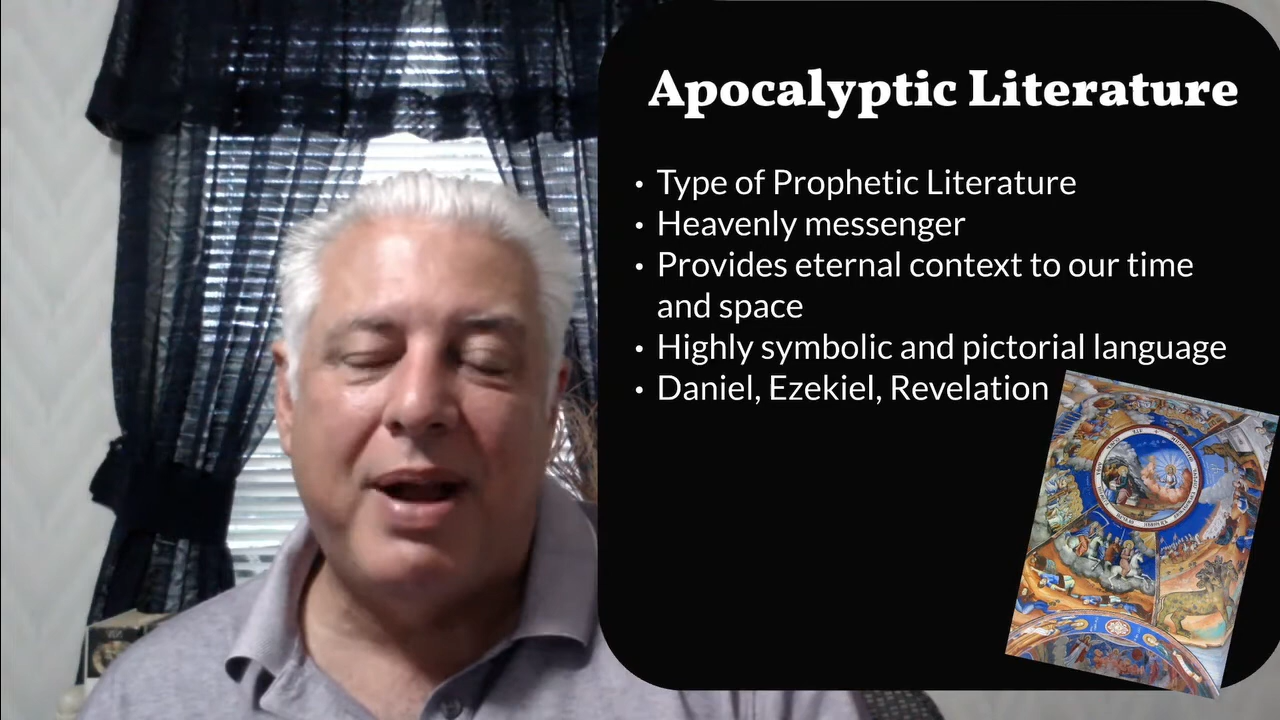 Apocalyptic Literature
• Type of Prophetic Literature
• Heavenly messenger
• Provides eternal context to our time
and space
• Highly symbolic and pictorial language
• Daniel, Ezekiel, Revelation